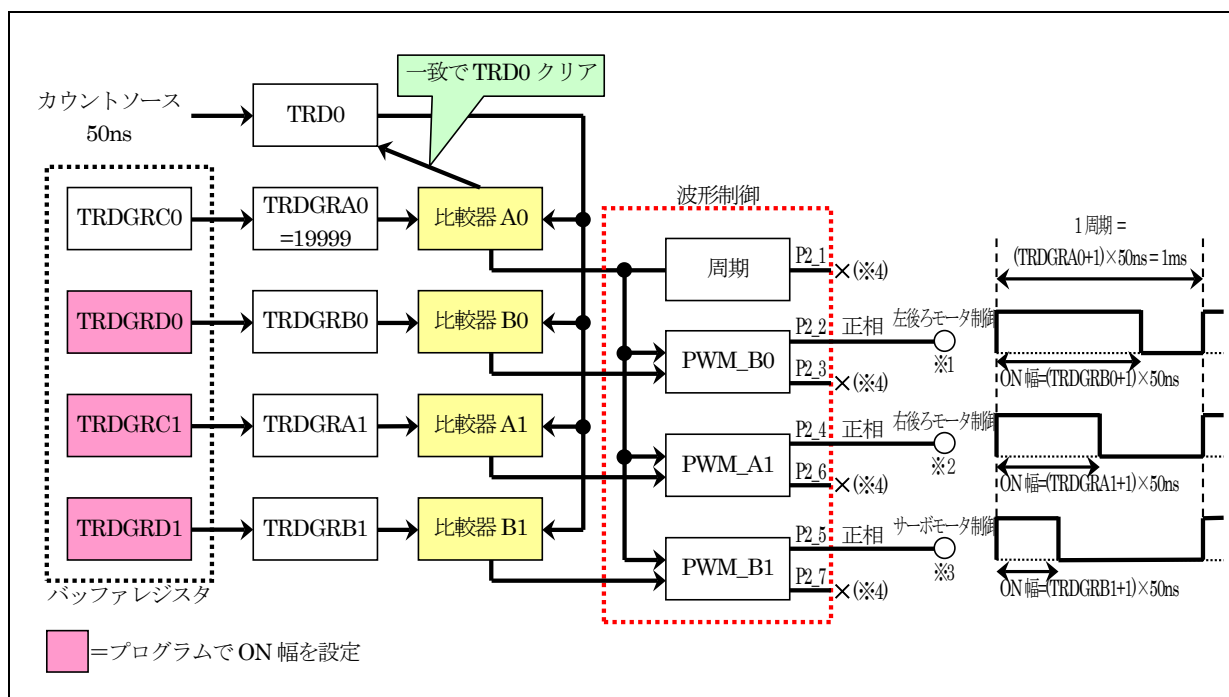 一致で TRD0 クリア
カウントソース
50ns
TRD0
TRDGRC0
TRDGRA0
=19999
比較器 A0
波形制御
周期
P2_1
×(※4)
1 周期 =
(TRDGRA0+1)×50ns = 1ms
TRDGRD0
TRDGRB0
比較器 B0
PWM_B0
P2_2
正相
左後ろモータ制御
※1
P2_3
×(※4)
ON 幅=(TRDGRB0+1)×50ns
TRDGRC1
TRDGRA1
比較器 A1
PWM_A1
P2_4
正相
右後ろモータ制御
※2
P2_6
×(※4)
ON 幅=(TRDGRA1+1)×50ns
TRDGRD1
TRDGRB1
比較器 B1
PWM_B1
P2_5
正相
サーボモータ制御
※3
P2_7
×(※4)
ON 幅=(TRDGRB1+1)×50ns
バッファレジスタ
=プログラムで ON 幅を設定